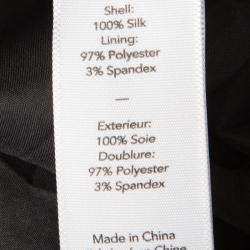 Shell:
100% Silk
Lining:
97% Polyester
3% Spandex
—
Exterieur:
100% Soie
Doublure:
97% Polyester
3% Spandex
Made in China